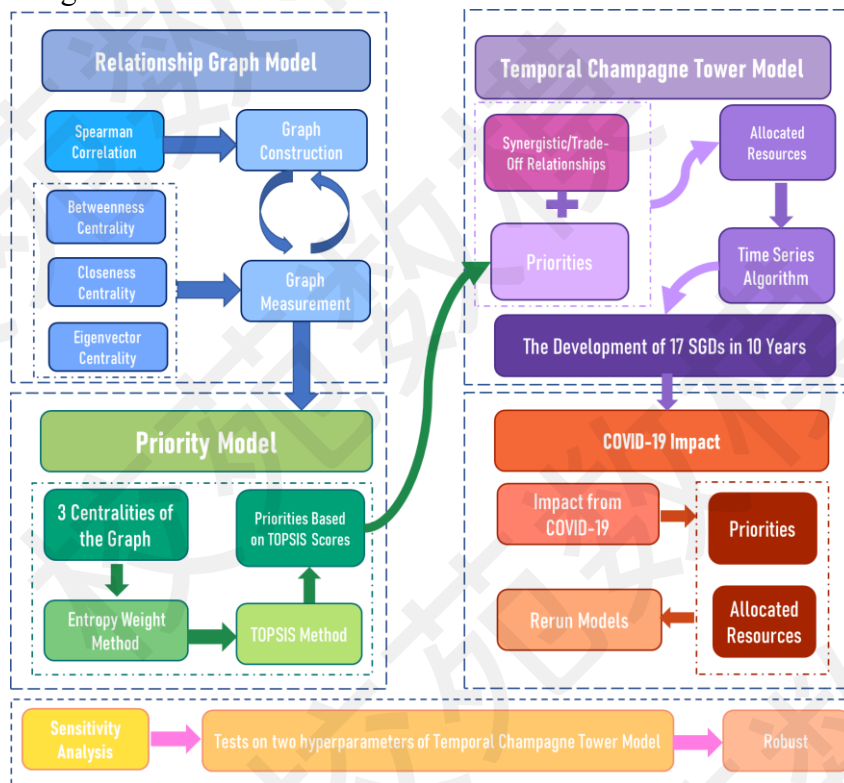 Relationship Graph Model
Spearman
Correlation
Graph
Construction
Betweenness
Centrality
Closeness
Centrality
Eigenvector
Centrality
Graph
Measurement
Priority Model
3 Centralities of
the Graph
Priorities Based
on TOPSIS Scores
Entropy Weight
Method
TOPSIS Method
Temporal Champagne Tower Model
Synergistic/Trade-
Off Relationships
Priorities
Allocated
Resources
Time Series
Algorithm
The Development of 17 SGDs in 10 Years
COVID-19 Impact
Impact from
COVID-19
Priorities
Rerun Models
Allocated
Resources
Sensitivity
Analysis
Tests on two hyperparameters of Temporal Champagne Tower Model
Robust
校苑数模